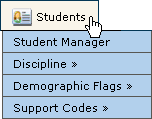 Students
Student Manager
Discipline »
Demographic Flags »
Support Codes »